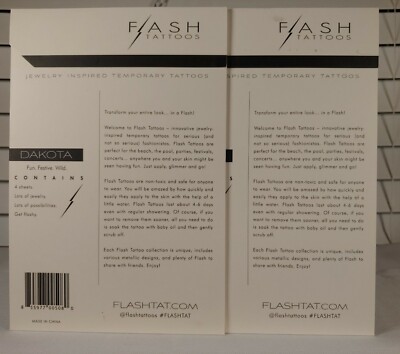 FLASH
TATTOOS
JEWELRY INSPIRED TEMPORARY TATTOOS
DAKOTA
Fun. Festive. Wild.
CONTAINS
4 sheets.
Lots of jewelry.
Lots of possibilities.
Get flashy.
MADE IN CHINA
Transform your entire look... in a Flash!
Welcome to Flash Tattoos – innovative jewelry-
inspired temporary tattoos for serious (and
not so serious) fashionistas. Flash Tattoos are
perfect for the beach, the pool, parties, festivals,
concerts... anywhere you and your skin might be
seen having fun. Just apply, glimmer and go!
Flash Tattoos are non-toxic and safe for anyone
to wear. You will be amazed by how quickly and
easily they apply to the skin with the help of a
little water. Flash Tattoos last about 4-6 days
even with regular showering. Of course, if you
want to remove them sooner, all you need to do
is soak the tattoo with baby oil and then gently
scrub off.
Each Flash Tattoo collection is unique, includes
various metallic designs, and plenty of Flash to
share with friends. Enjoy!
FLASHTAT.COM
@flashtattoos #FLASHTAT
FLASH
TATTOOS
IRED TEMPORARY TATTOOS
Transform your entire look... in a Flash!
Welcome to Flash Tattoos – innovative jewelry-
inspired temporary tattoos for serious (and
not so serious) fashionistas. Flash Tattoos are
perfect for the beach, the pool, parties, festivals,
concerts... anywhere you and your skin might be
seen having fun. Just apply, glimmer and go!
Flash Tattoos are non-toxic and safe for anyone
to wear. You will be amazed by how quickly and
easily they apply to the skin with the help of a
little water. Flash Tattoos last about 4-6 days
even with regular showering. Of course, if you
want to remove them sooner, all you need to do
is soak the tattoo with baby oil and then gently
scrub off.
Each Flash Tattoo collection is unique, includes
various metallic designs, and plenty of Flash to
share with friends. Enjoy!
FLASHTAT.COM
@flashtattoos #FLASHTAT